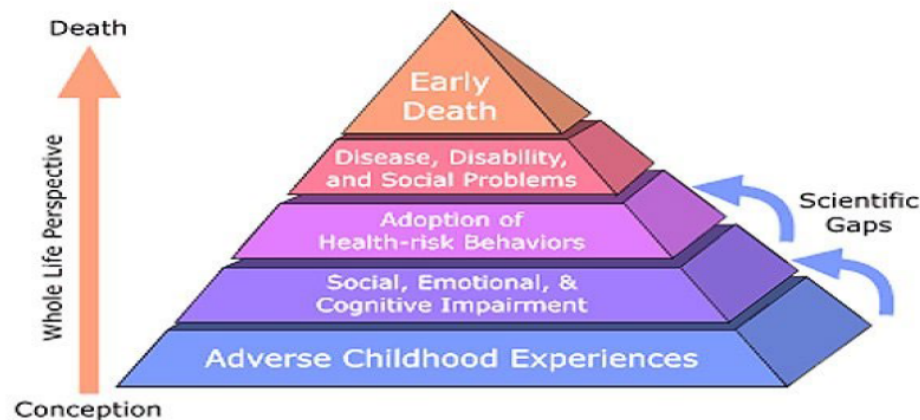 Death
Early
Death
Disease, Disability,
and Social Problems
Adoption of
Health-risk Behaviors
Social, Emotional, &
Cognitive Impairment
Adverse Childhood Experiences
Whole Life Perspective
Conception
Scientific
Gaps